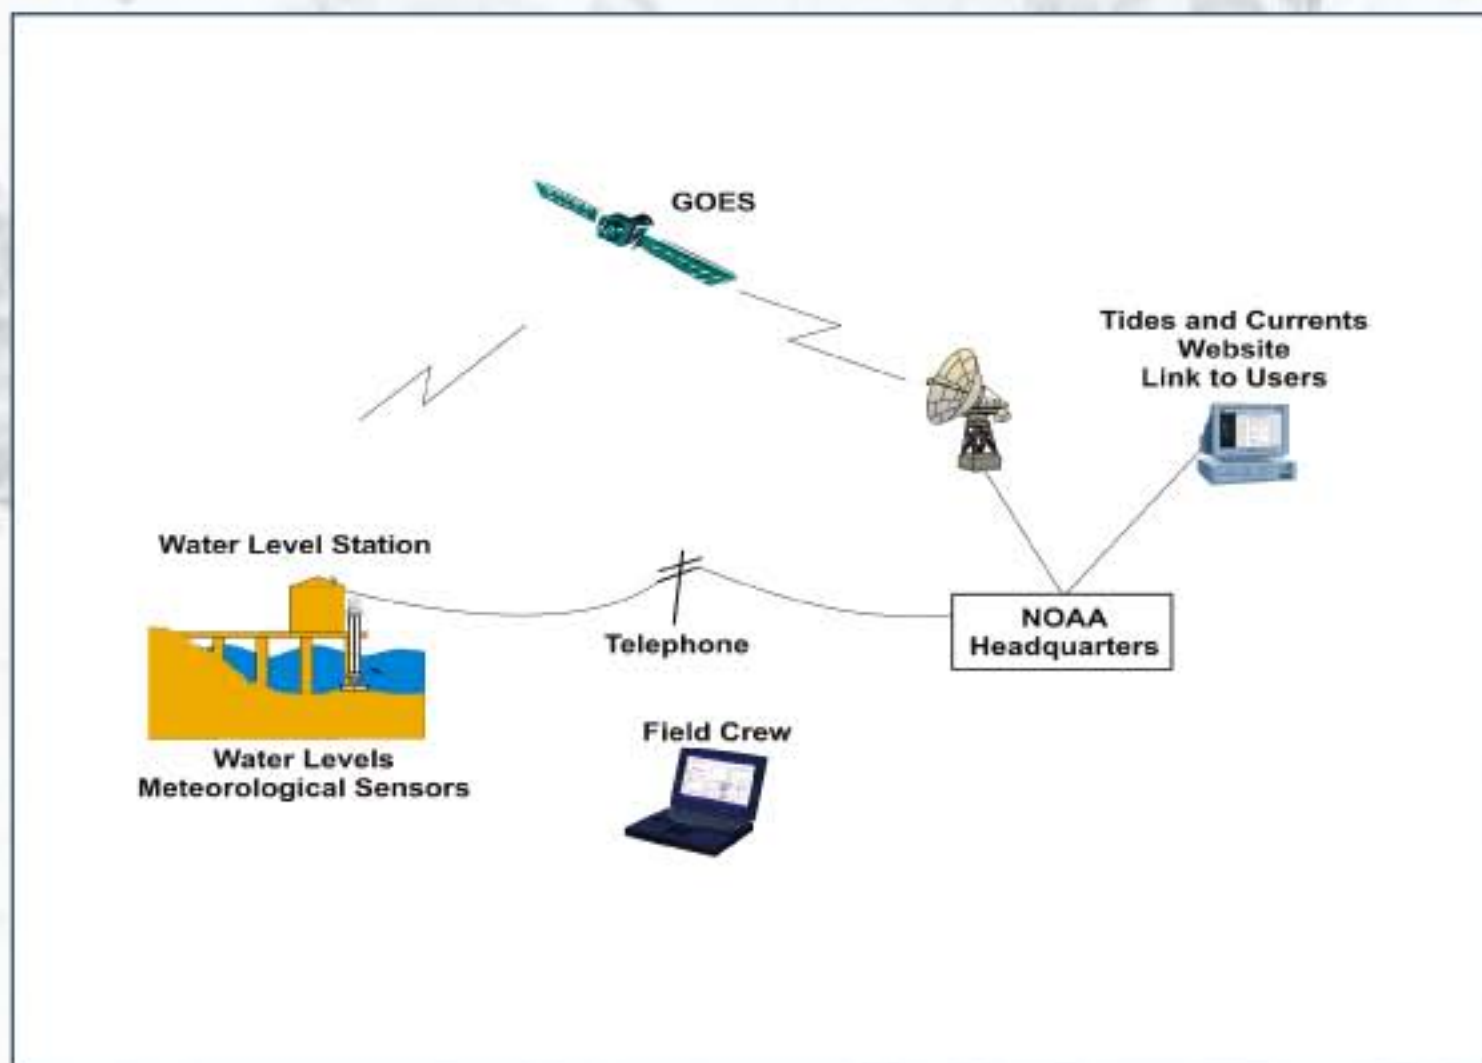 GOES
Tides and Currents
Website
Link to Users
Water Level Station
Telephone
NOAA
Headquarters
Field Crew
Water Levels
Meteorological Sensors